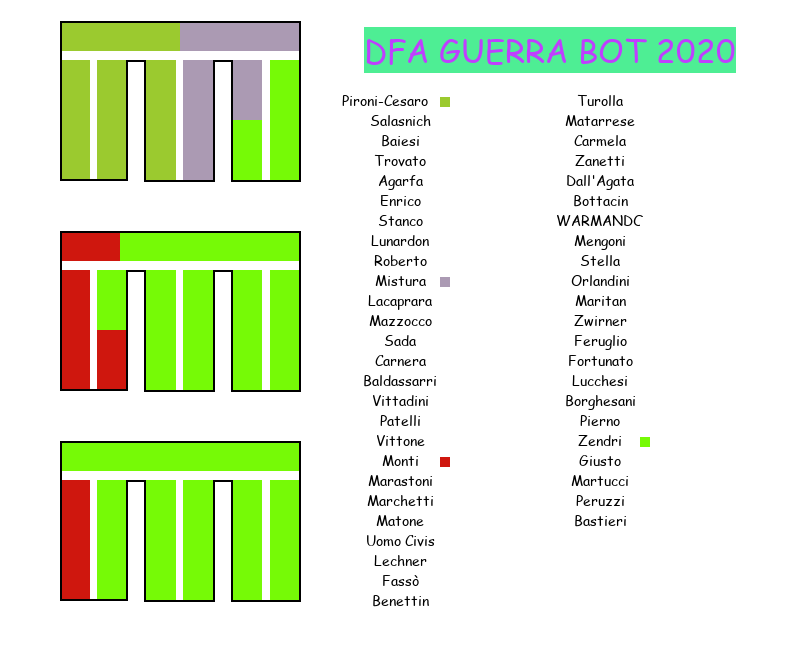 DFA GUERRA BOT 2020
Pironi-Cesaro
Salasnich
Baiesi
Trovato
Agarfa
Enrico
Stanco
Lunardon
Roberto
Mistura
Lacaprara
Mazzocco
Sada
Carnera
Baldassarri
Vittadini
Patelli
Vittone
Monti
Marastoni
Marchetti
Matone
Uomo Civis
Lechner
Fassò
Benettin
Turolla
Matarrese
Carmela
Zanetti
Dall'Agata
Bottacin
WARMANDC
Mengoni
Stella
Orlandini
Maritan
Zwirner
Feruglio
Fortunato
Lucchesi
Borghesani
Pierno
Zendri
Giusto
Martucci
Peruzzi
Bastieri